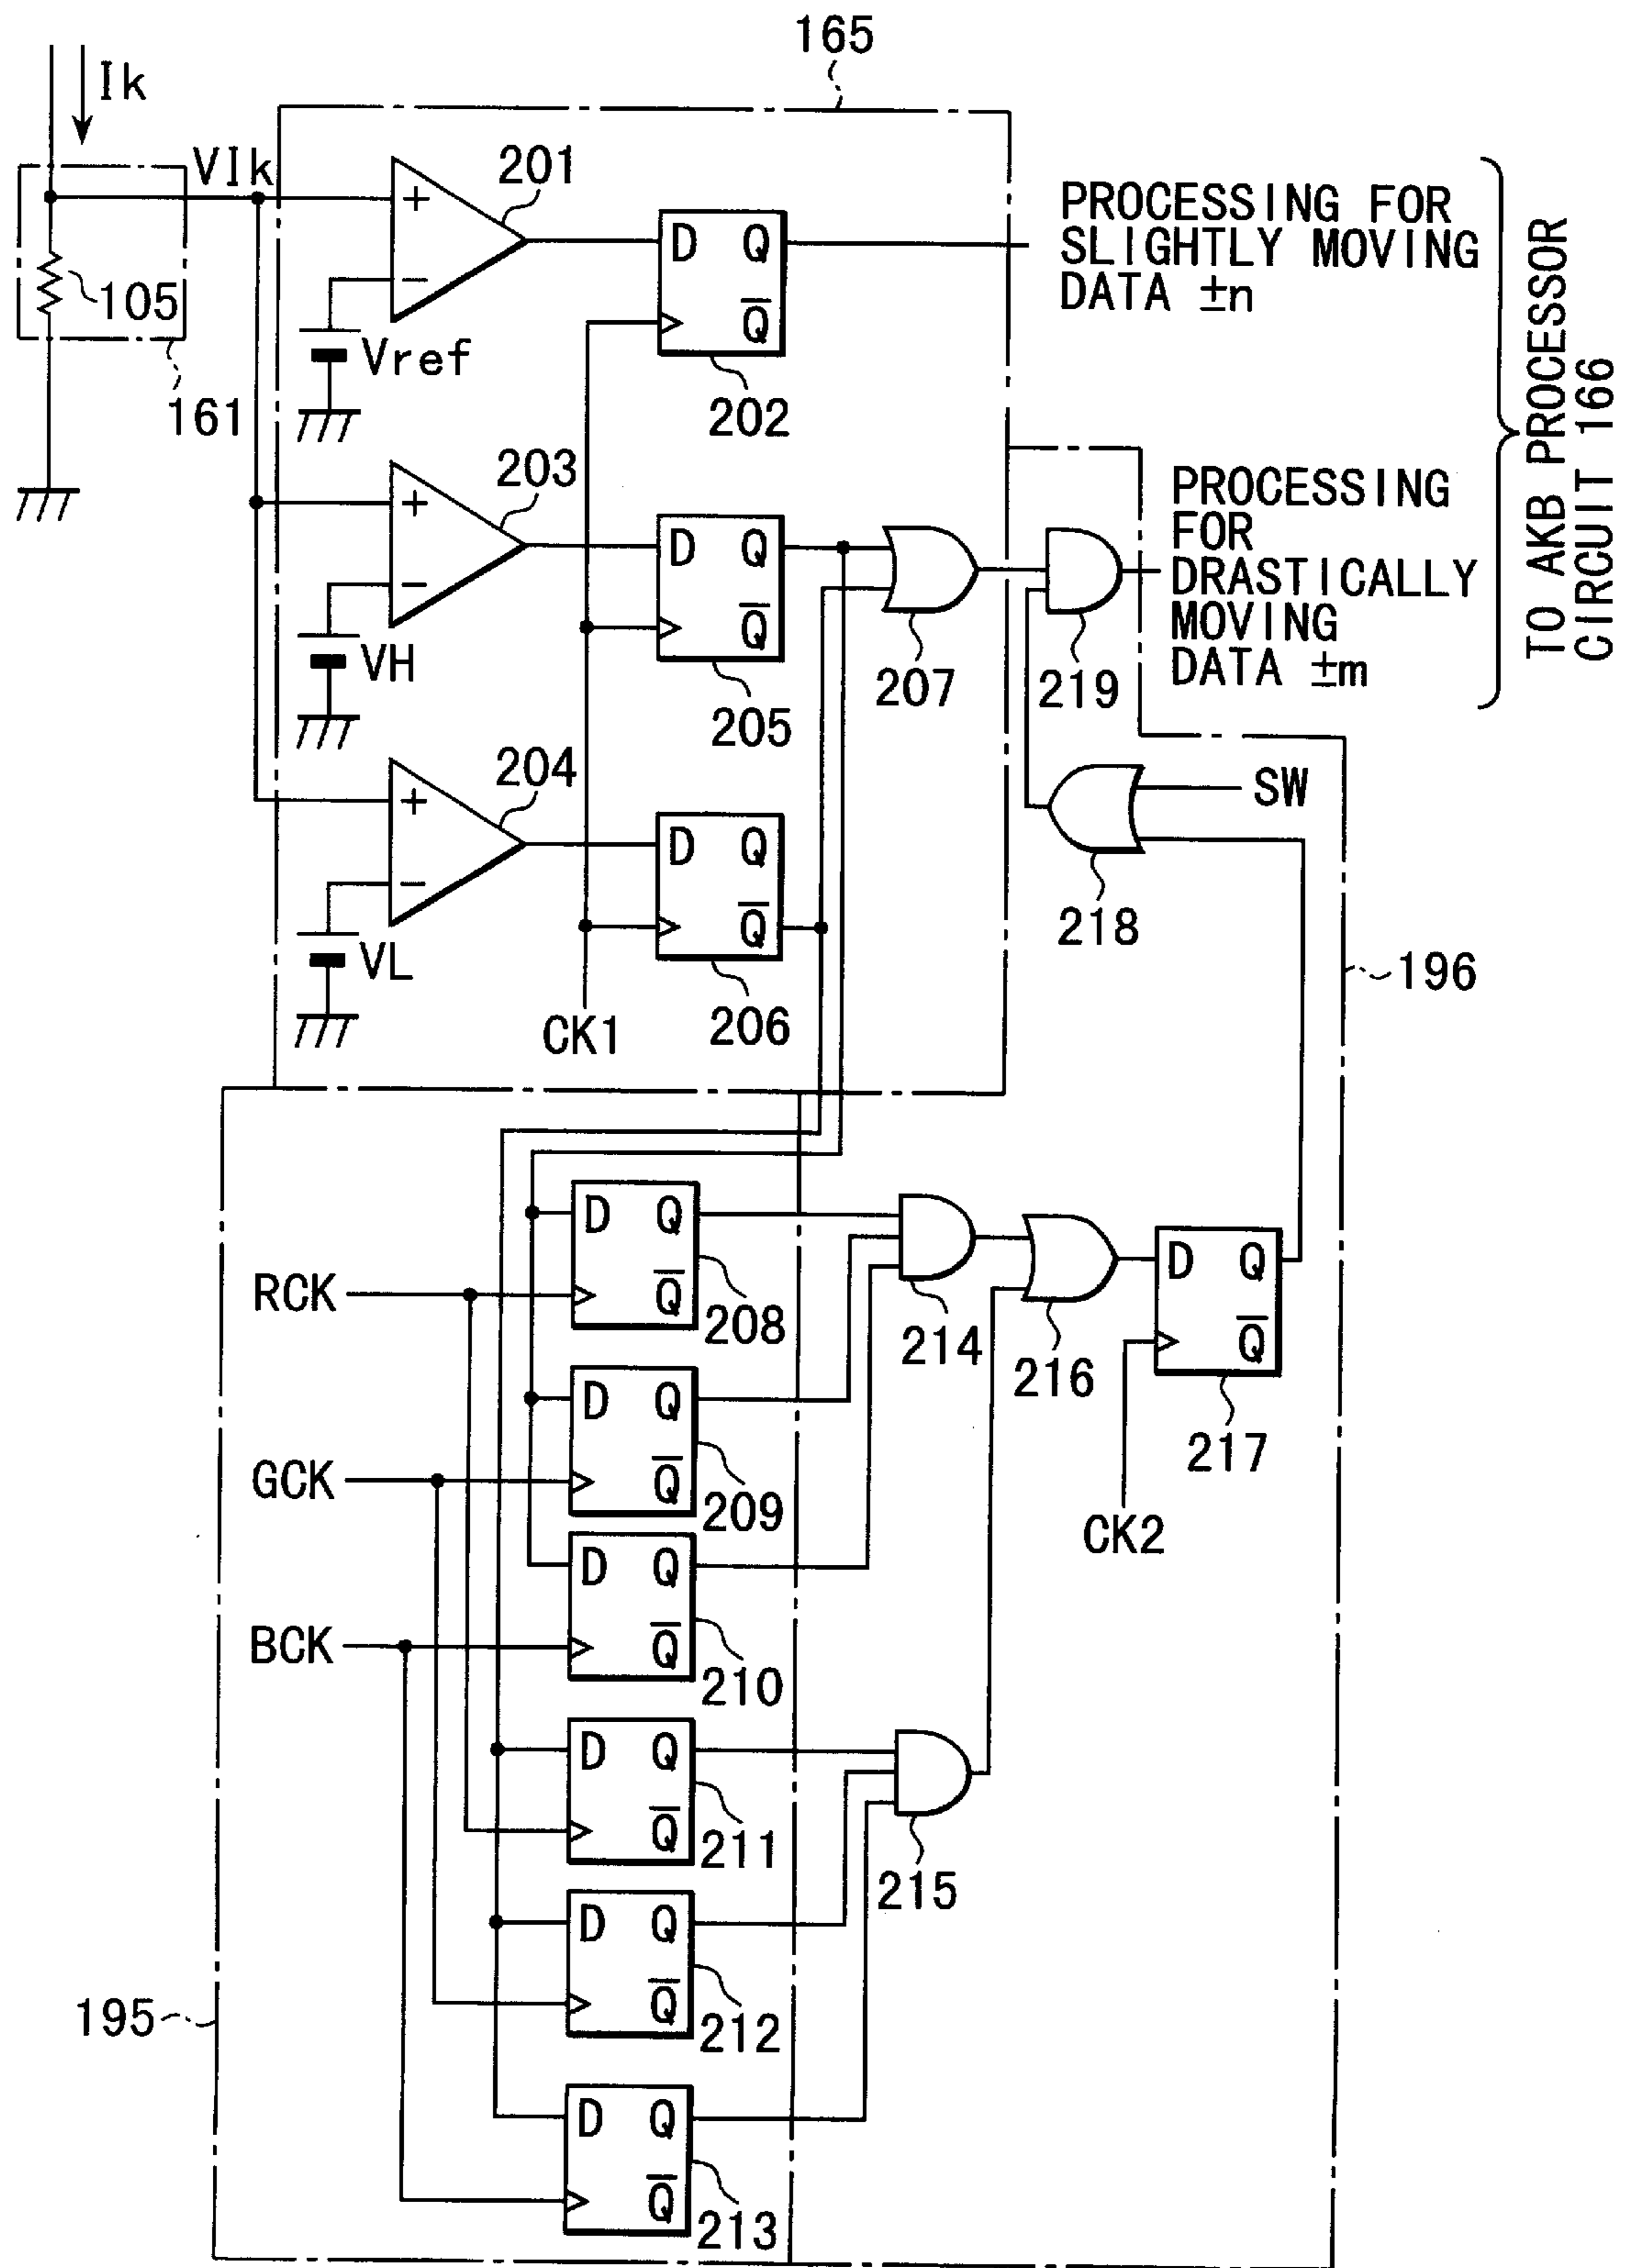 165
Ik
VIk
201
+
−
D Q
Q̅
202
PROCESSING FOR
SLIGHTLY MOVING
DATA ±n
105
161
Vref
203
+
−
D Q
Q̅
205
VH
207
219
PROCESSING
FOR
DRASTICALLY
MOVING
DATA ±m
TO AKB PROCESSOR
CIRCUIT 166
204
+
−
D Q
Q̅
206
VL
CK1
SW
218
196
D Q
Q̅
208
RCK
214
216
D Q
Q̅
217
CK2
D Q
Q̅
209
GCK
D Q
Q̅
210
BCK
D Q
Q̅
211
215
D Q
Q̅
212
195
D Q
Q̅
213